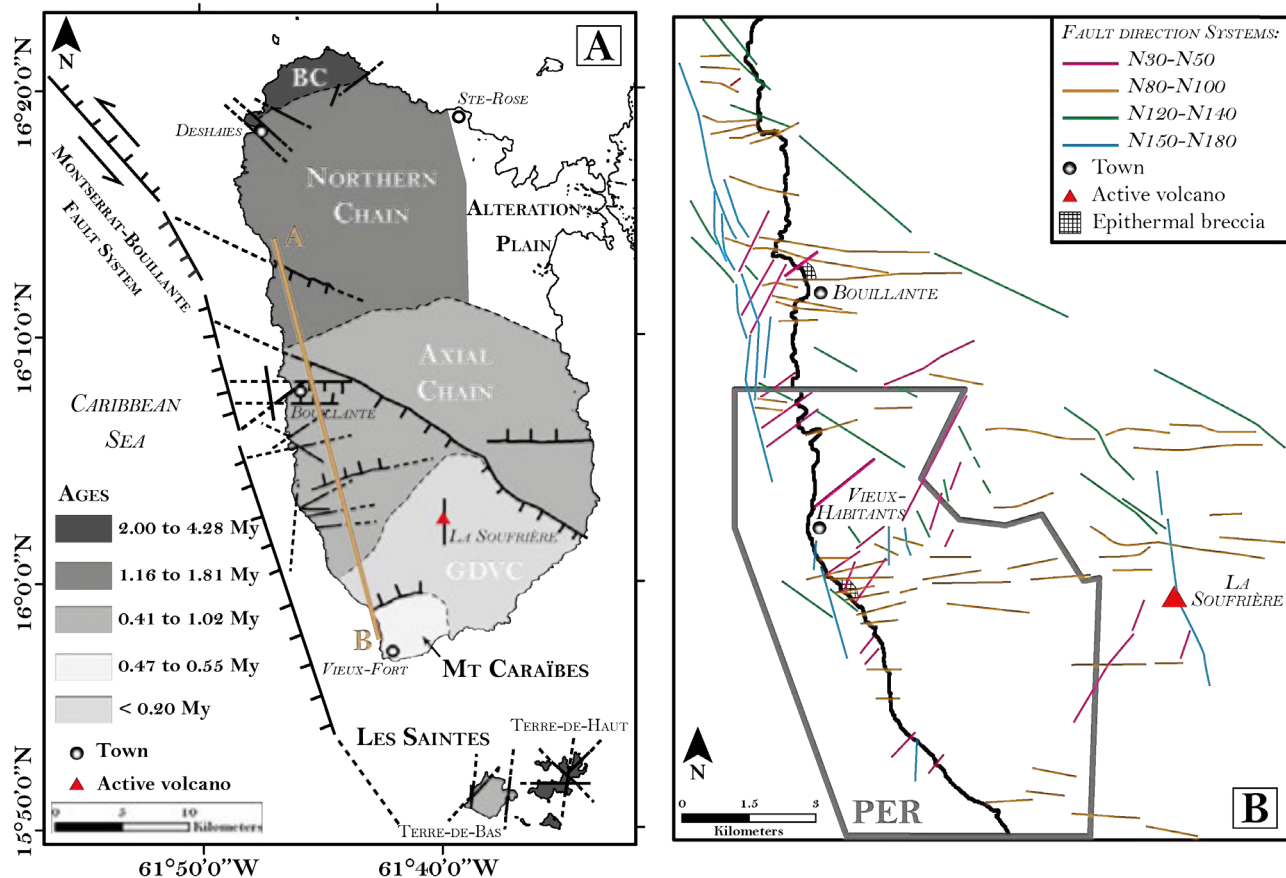 A
N
16°20'0"N
16°10'0"N
16°0'0"N
15°50'0"N
61°50'0"W
61°40'0"W
BC
STE-ROSE
DESHAIES
NORTHERN
CHAIN
ALTERATION
PLAIN
MONTSERRAT-BOUILLANTE
FAULT SYSTEM
A
AXIAL
CHAIN
CARIBBEAN
SEA
BOUILLANTE
LA SOUFRIÈRE
GDVC
B
VIEUX-FORT
MT CARAÏBES
LES SAINTES
TERRE-DE-HAUT
TERRE-DE-BAS
AGES
2.00 to 4.28 My
1.16 to 1.81 My
0.41 to 1.02 My
0.47 to 0.55 My
< 0.20 My
Town
Active volcano
0 5 10
Kilometers
FAULT DIRECTION SYSTEMS:
N30-N50
N80-N100
N120-N140
N150-N180
Town
Active volcano
Epithermal breccia
BOUILLANTE
VIEUX-
HABITANTS
LA
SOUFRIÈRE
N
0 1.5 3
Kilometers
PER
B